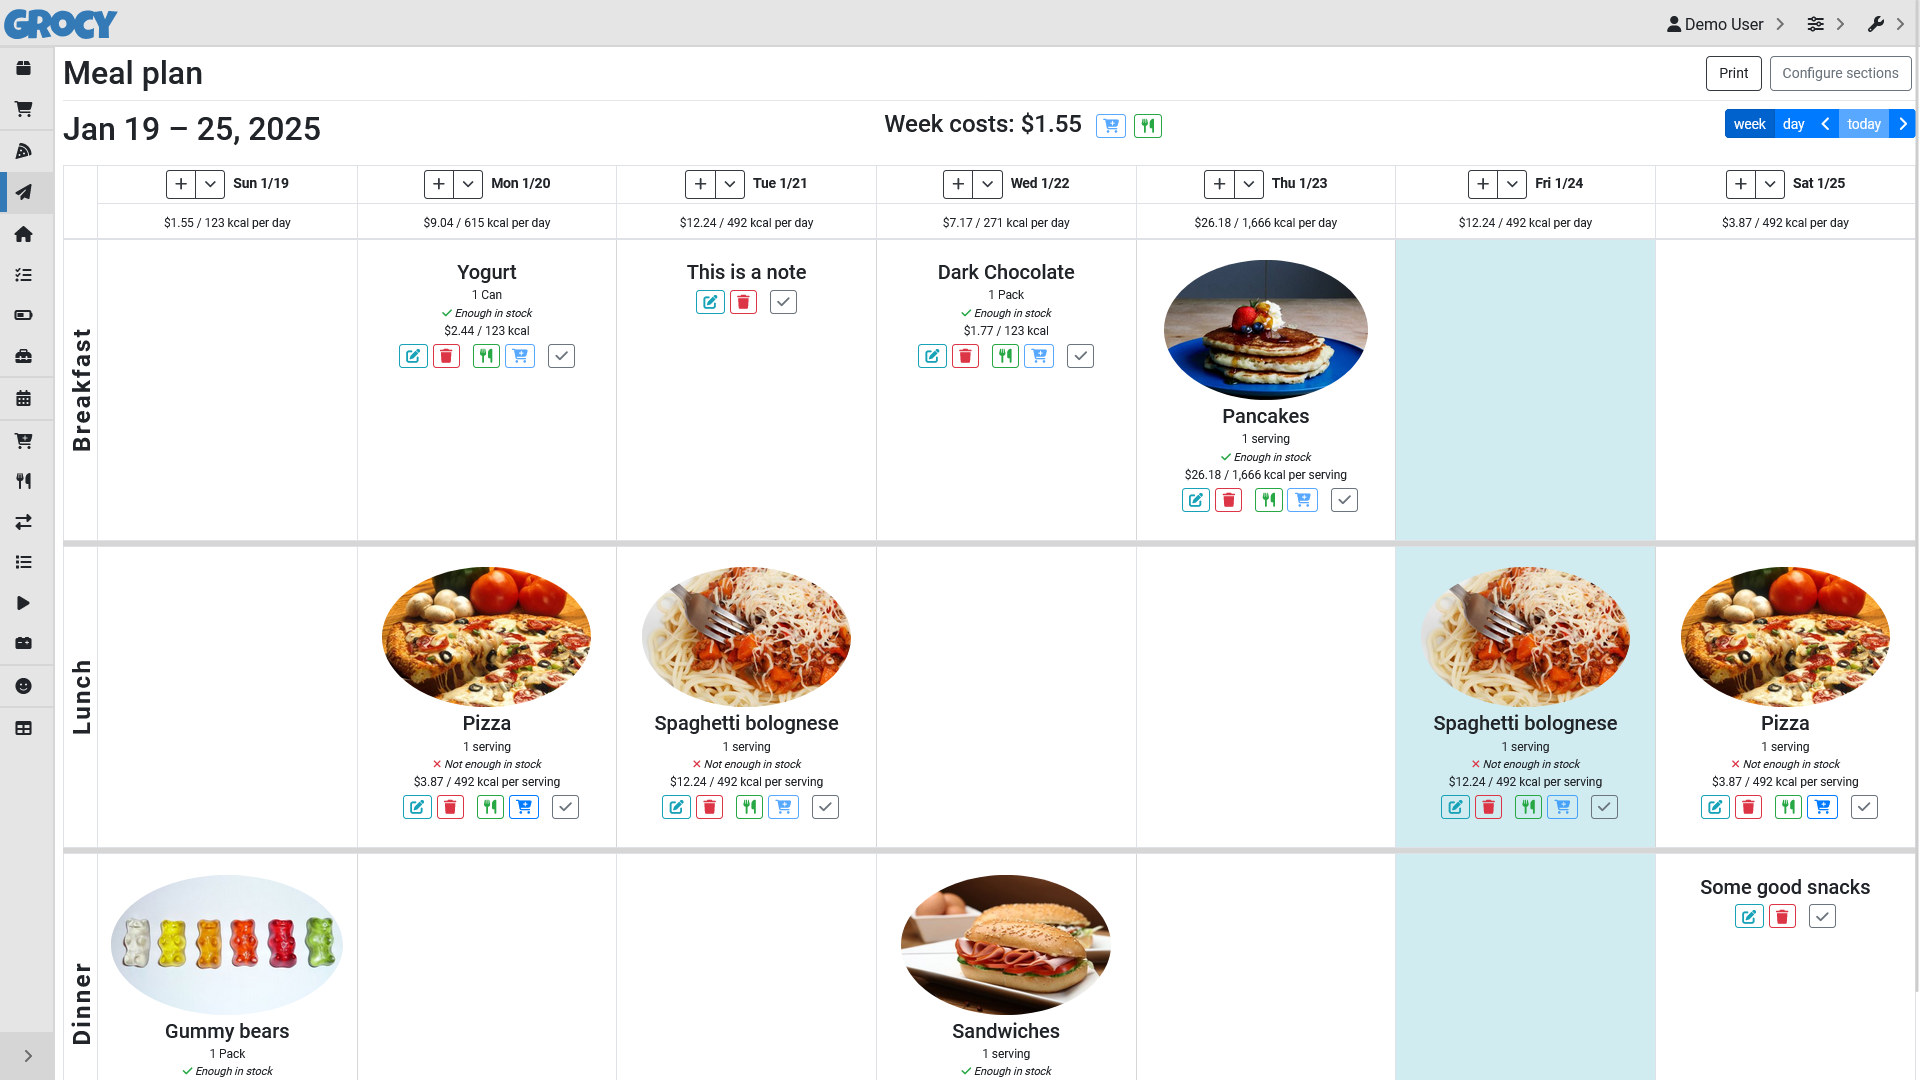 GROCY
Demo User
Meal plan
Print
Configure sections
Jan 19 – 25, 2025
Week costs: $1.55
week
day
today
Sun 1/19
Mon 1/20
Tue 1/21
Wed 1/22
Thu 1/23
Fri 1/24
Sat 1/25
$1.55 / 123 kcal per day
$9.04 / 615 kcal per day
$12.24 / 492 kcal per day
$7.17 / 271 kcal per day
$26.18 / 1,666 kcal per day
$12.24 / 492 kcal per day
$3.87 / 492 kcal per day
Breakfast
Yogurt
1 Can
Enough in stock
$2.44 / 123 kcal
This is a note
Dark Chocolate
1 Pack
Enough in stock
$1.77 / 123 kcal
Pancakes
1 serving
Enough in stock
$26.18 / 1,666 kcal per serving
Lunch
Pizza
1 serving
Not enough in stock
$3.87 / 492 kcal per serving
Spaghetti bolognese
1 serving
Not enough in stock
$12.24 / 492 kcal per serving
Spaghetti bolognese
1 serving
Not enough in stock
$12.24 / 492 kcal per serving
Pizza
1 serving
Not enough in stock
$3.87 / 492 kcal per serving
Dinner
Gummy bears
1 Pack
Enough in stock
Sandwiches
1 serving
Enough in stock
Some good snacks